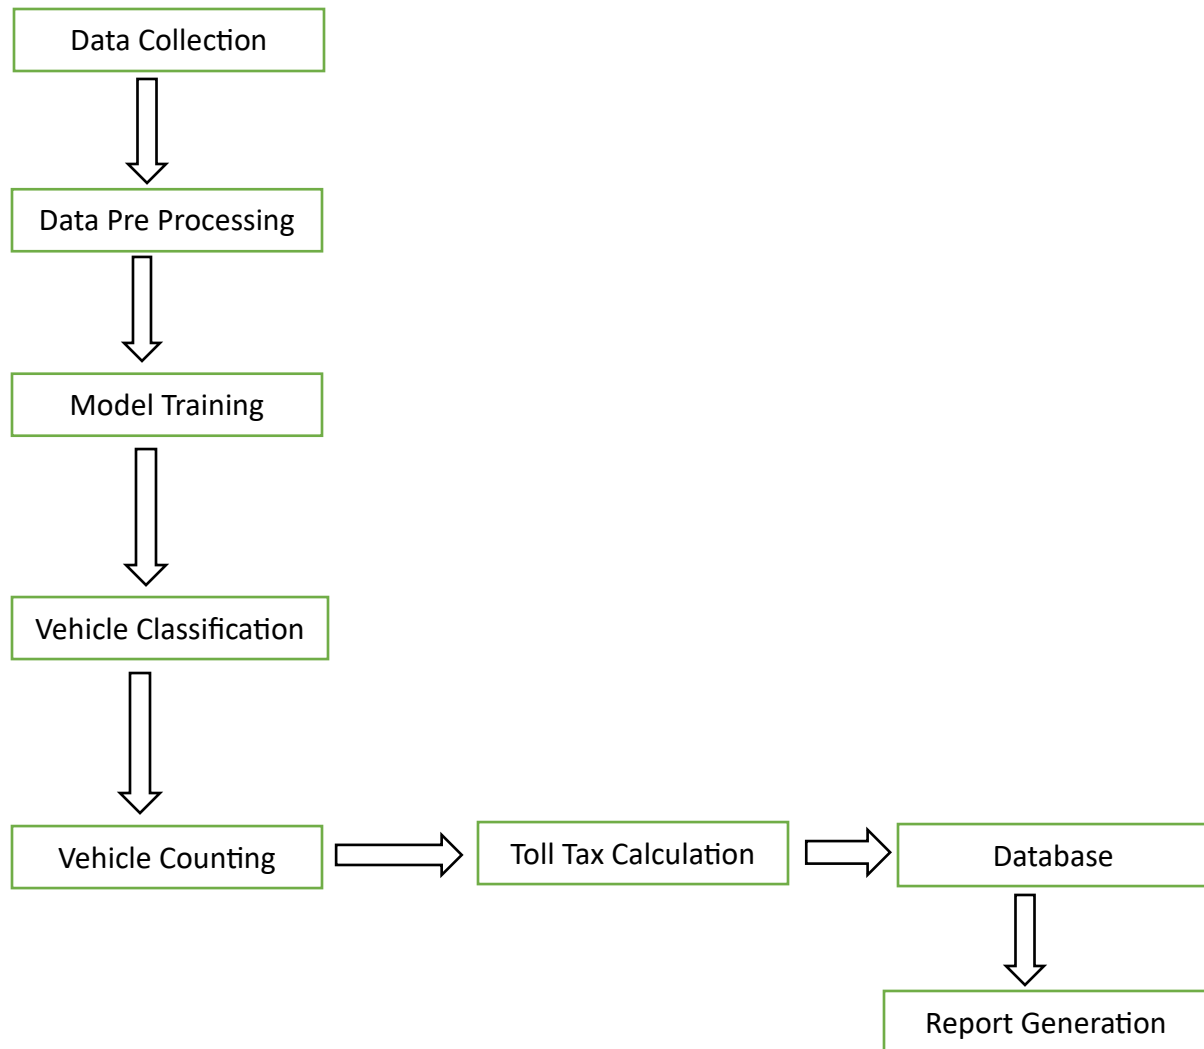 Data Collection
Data Pre Processing
Model Training
Vehicle Classification
Vehicle Counting
Toll Tax Calculation
Database
Report Generation